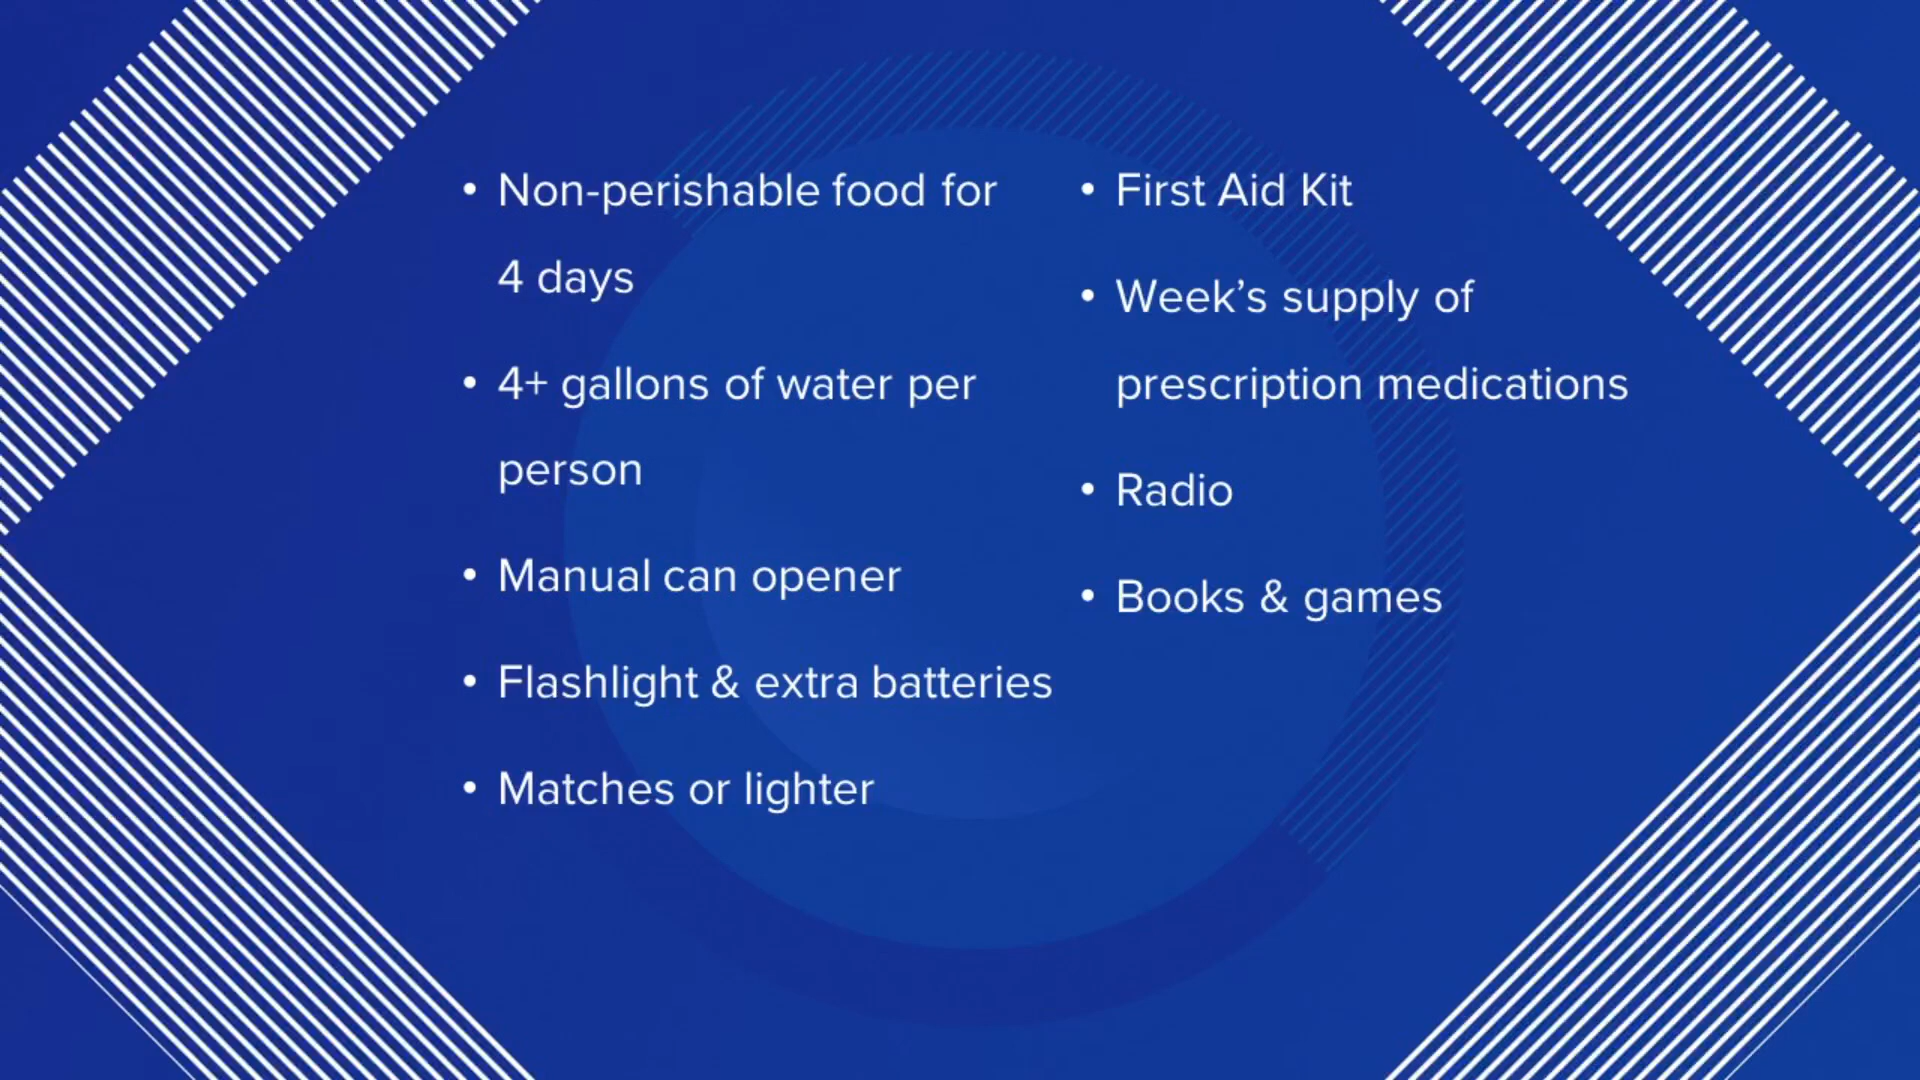 • Non-perishable food for
4 days
• 4+ gallons of water per
person
• Manual can opener
• Flashlight & extra batteries
• Matches or lighter
• First Aid Kit
• Week’s supply of
prescription medications
• Radio
• Books & games